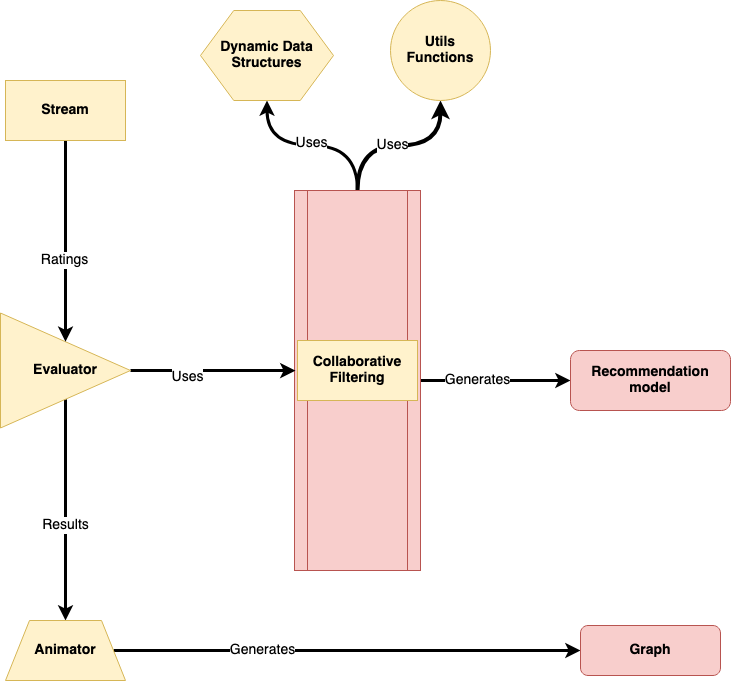 Dynamic Data
Structures
Utils
Functions
Stream
Uses
Uses
Ratings
Evaluator
Uses
Collaborative
Filtering
Generates
Recommendation
model
Results
Animator
Generates
Graph